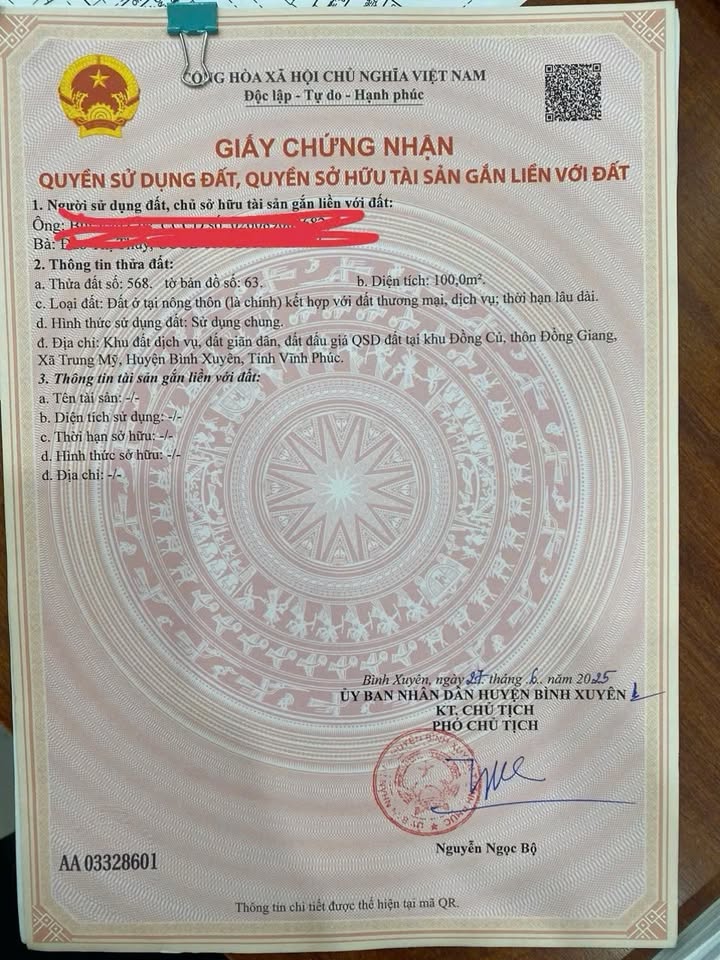 CỘNG HÒA XÃ HỘI CHỦ NGHĨA VIỆT NAM
Độc lập - Tự do - Hạnh phúc
GIẤY CHỨNG NHẬN
QUYỀN SỬ DỤNG ĐẤT, QUYỀN SỞ HỮU TÀI SẢN GẮN LIỀN VỚI ĐẤT
1. Người sử dụng đất, chủ sở hữu tài sản gắn liền với đất:
Ông:
Bà:
2. Thông tin thửa đất:
a. Thửa đất số: 568. tờ bản đồ số: 63. b. Diện tích: 100,0m².
c. Loại đất: Đất ở tại nông thôn (là chính) kết hợp với đất thương mại, dịch vụ; thời hạn lâu dài.
d. Hình thức sử dụng đất: Sử dụng chung.
đ. Địa chỉ: Khu đất dịch vụ, đất giãn dân, đất đấu giá QSD đất tại khu Đồng Củ, thôn Đồng Giang,
Xã Trung Mỹ, Huyện Bình Xuyên, Tỉnh Vĩnh Phúc.
3. Thông tin tài sản gắn liền với đất:
a. Tên tài sản: -/-
b. Diện tích sử dụng: -/-
c. Thời hạn sở hữu: -/-
d. Hình thức sở hữu: -/-
đ. Địa chỉ: -/-
Bình Xuyên, ngày 27 tháng 6. năm 2025
ỦY BAN NHÂN DÂN HUYỆN BÌNH XUYÊN
KT. CHỦ TỊCH
PHÓ CHỦ TỊCH
Nguyễn Ngọc Bộ
AA 03328601
Thông tin chi tiết được thể hiện tại mã QR.